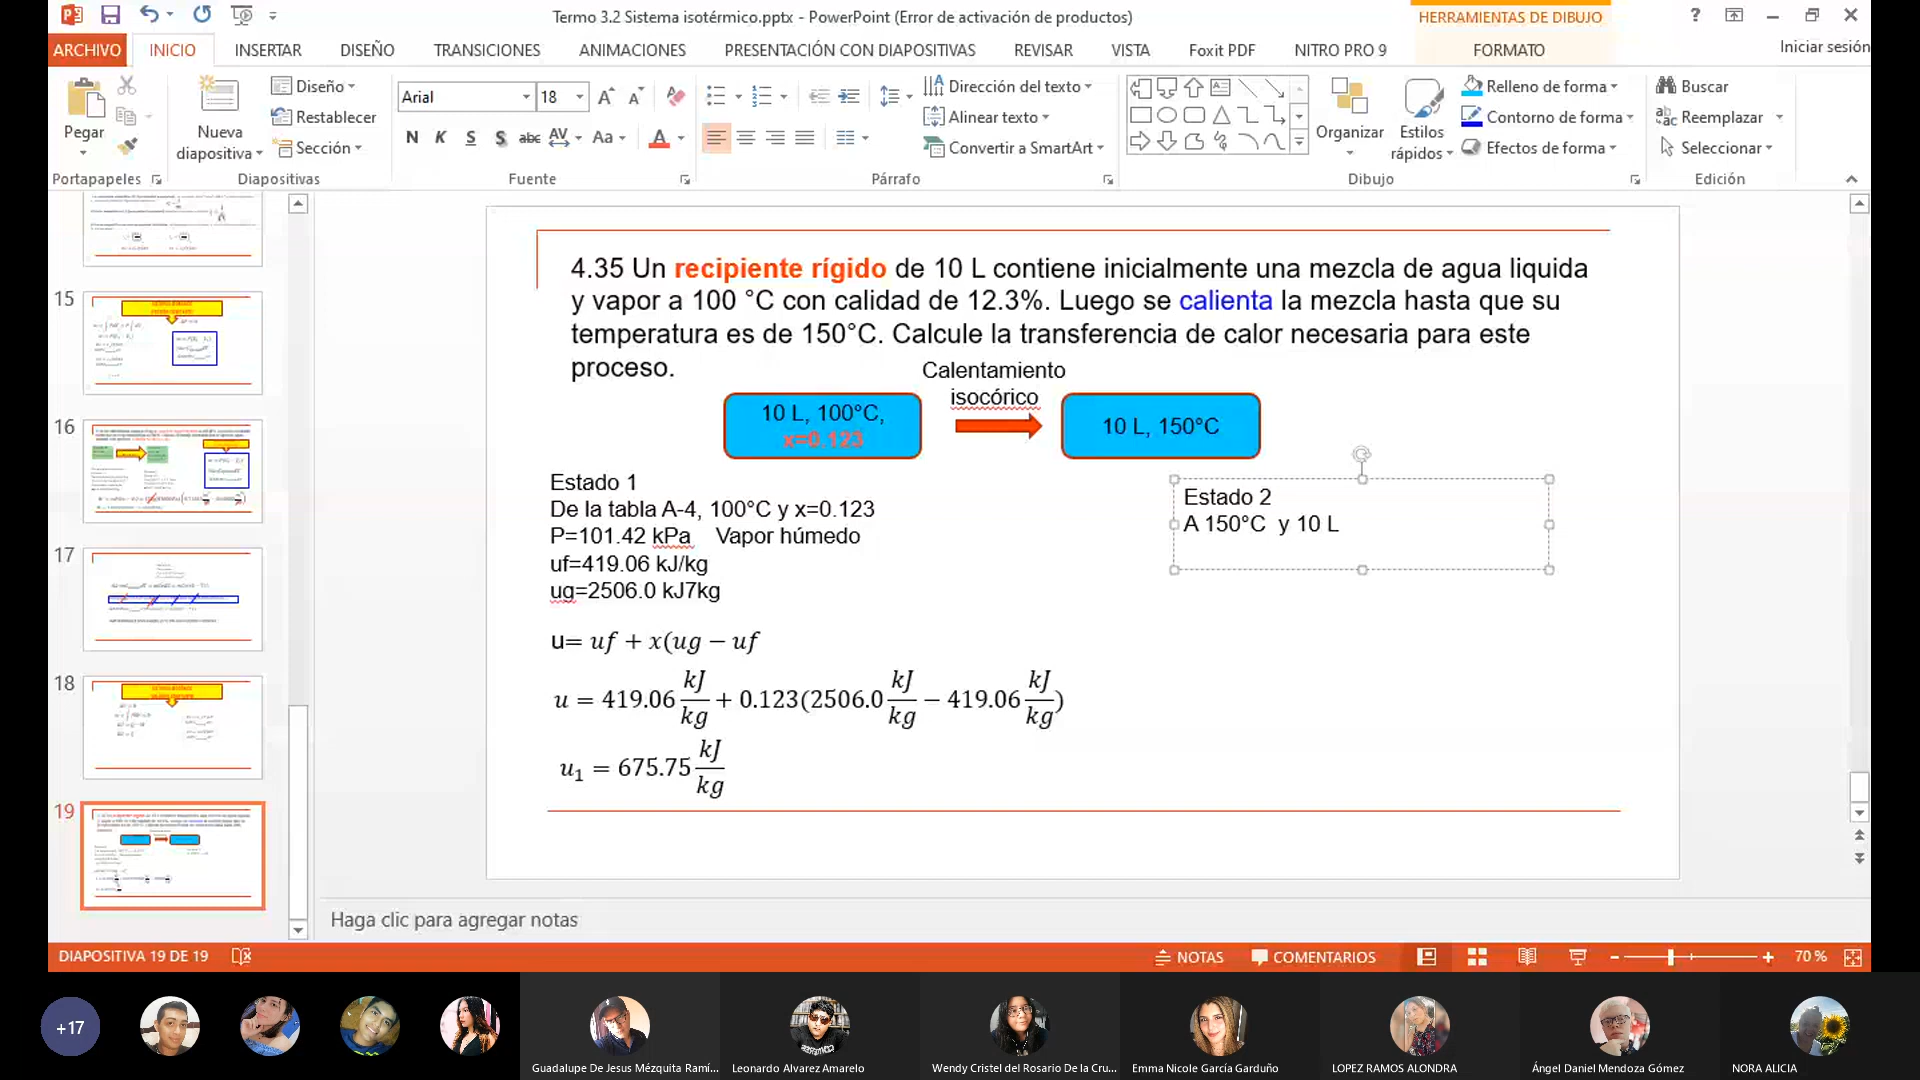 Termo 3.2 Sistema isotérmico.pptx - PowerPoint (Error de activación de productos)
HERRAMIENTAS DE DIBUJO
?
ARCHIVO INICIO INSERTAR DISEÑO TRANSICIONES ANIMACIONES PRESENTACIÓN CON DIAPOSITIVAS REVISAR VISTA Foxit PDF NITRO PRO 9 FORMATO Iniciar sesión
Pegar
Nueva diapositiva
Diseño
Restablecer
Sección
Arial 18
N K S S abc AV Aa A
Dirección del texto
Alinear texto
Convertir a SmartArt
Organizar
Estilos rápidos
Relleno de forma
Contorno de forma
Efectos de forma
Buscar
Reemplazar
Seleccionar
Portapapeles Diapositivas Fuente Párrafo Dibujo Edición
15
16
17
18
19
4.35 Un recipiente rígido de 10 L contiene inicialmente una mezcla de agua liquida
y vapor a 100 °C con calidad de 12.3%. Luego se calienta la mezcla hasta que su
temperatura es de 150°C. Calcule la transferencia de calor necesaria para este
proceso.
Calentamiento
isocórico
10 L, 100°C,
x=0.123
10 L, 150°C
Estado 1
De la tabla A-4, 100°C y x=0.123
P=101.42 kPa Vapor húmedo
uf=419.06 kJ/kg
ug=2506.0 kJ7kg
Estado 2
A 150°C y 10 L
u= uf + x(ug − uf
u = 419.06 kJ/kg + 0.123(2506.0 kJ/kg − 419.06 kJ/kg)
u₁ = 675.75 kJ/kg
Haga clic para agregar notas
DIAPOSITIVA 19 DE 19 NOTAS COMENTARIOS 70 %
+17
Guadalupe De Jesus Mézquita Ramí...
Leonardo Alvarez Amarelo
Wendy Cristel del Rosario De la Cru...
Emma Nicole García Garduño
LOPEZ RAMOS ALONDRA
Ángel Daniel Mendoza Gómez
NORA ALICIA